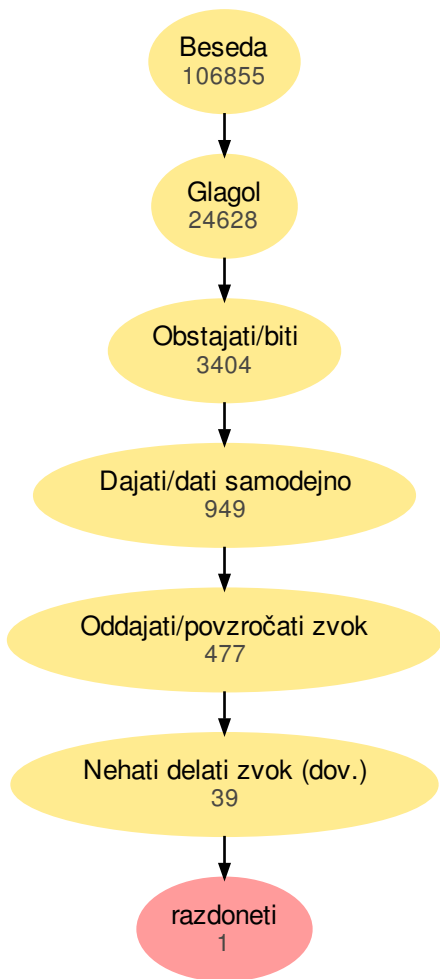 Beseda
106855
Glagol
24628
Obstajati/biti
3404
Dajati/dati samodejno
949
Oddajati/povzročati zvok
477
Nehati delati zvok (dov.)
39
razdoneti
1